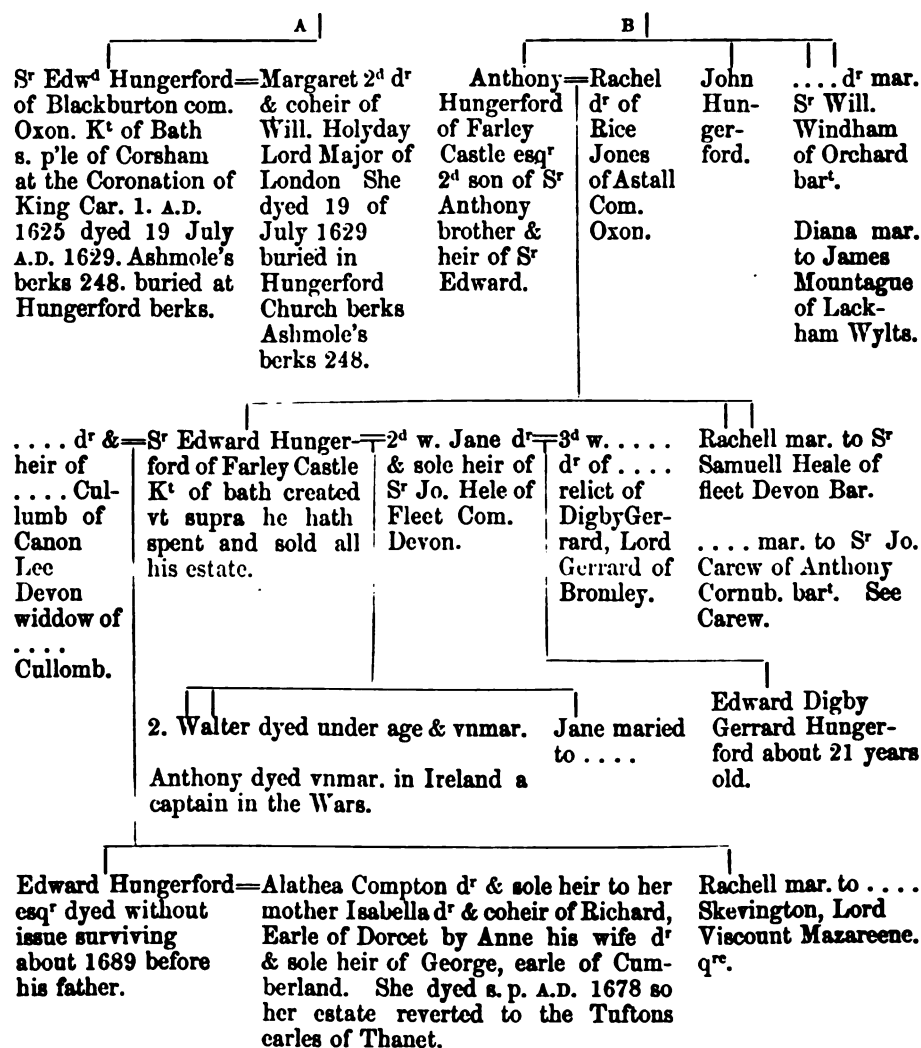 A
B
Sʳ Edwᵈ Hungerford=
of Blackburton com.
Oxon. Kᵗ of Bath
s. p'le of Corsham
at the Coronation of
King Car. 1. A.D.
1625 dyed 19 July
A.D. 1629. Ashmole's
berks 248. buried at
Hungerford berks.
Margaret 2ᵈ dʳ
& coheir of
Will. Holyday
Lord Major of
London She
dyed 19 of
July 1629
buried in
Hungerford
Church berks
Ashmole's
berks 248.
Anthony=
Hungerford
of Farley
Castle esqʳ
2ᵈ son of Sʳ
Anthony
brother &
heir of Sʳ
Edward.
Rachel
dʳ of
Rice
Jones
of Astall
Com.
Oxon.
John
Hun-
ger-
ford.
....dʳ mar.
Sʳ Will.
Windham
of Orchard
barᵗ.
Diana mar.
to James
Mountague
of Lack-
ham Wylts.
.... dʳ &=
heir of
.... Cul-
lumb of
Canon
Lee
Devon
widdow of
....
Cullomb.
Sʳ Edward Hunger-=
ford of Farley Castle
Kᵗ of bath created
vt supra he hath
spent and sold all
his estate.
2ᵈ w. Jane dʳ=
& sole heir of
Sʳ Jo. Hele of
Fleet Com.
Devon.
3ᵈ w.....
dʳ of ....
relict of
DigbyGer-
rard, Lord
Gerrard of
Bromley.
Rachell mar. to Sʳ
Samuell Heale of
fleet Devon Bar.
.... mar. to Sʳ Jo.
Carew of Anthony
Cornub. barᵗ. See
Carew.
2. Walter dyed under age & vnmar.
Anthony dyed vnmar. in Ireland a
captain in the Wars.
Jane maried
to ....
Edward Digby
Gerrard Hunger-
ford about 21 years
old.
Edward Hungerford=
esqʳ dyed without
issue surviving
about 1689 before
his father.
Alathea Compton dʳ & sole heir to her
mother Isabella dʳ & coheir of Richard,
Earle of Dorcet by Anne his wife dʳ
& sole heir of George, earle of Cum-
berland. She dyed s. p. A.D. 1678 so
her estate reverted to the Tuftons
earles of Thanet.
Rachell mar. to ....
Skevington, Lord
Viscount Mazareene.
qʳᵉ.